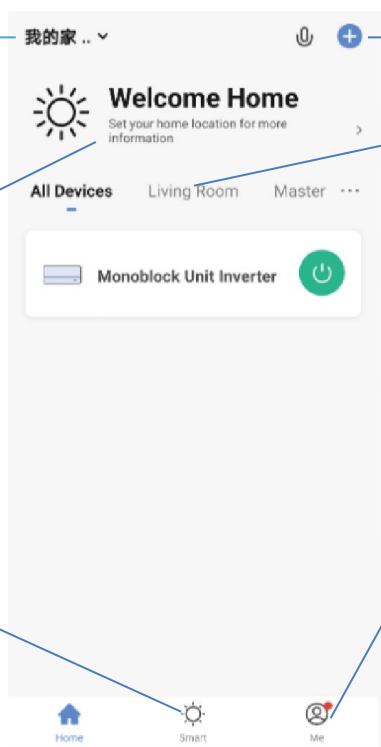 我的家 ..
Welcome Home
Set your home location for more
information
All Devices Living Room Master ...
Monoblock Unit Inverter
Home Smart Me